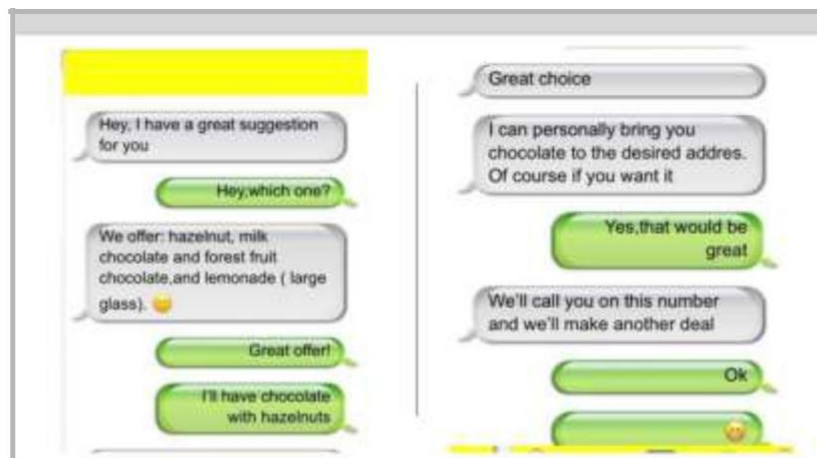 Hey, I have a great suggestion
for you
Hey,which one?
We offer: hazelnut, milk
chocolate and forest fruit
chocolate,and lemonade ( large
glass). 😊
Great offer!
I'll have chocolate
with hazelnuts
Great choice
I can personally bring you
chocolate to the desired addres.
Of course if you want it
Yes,that would be
great
We'll call you on this number
and we'll make another deal
Ok
😊